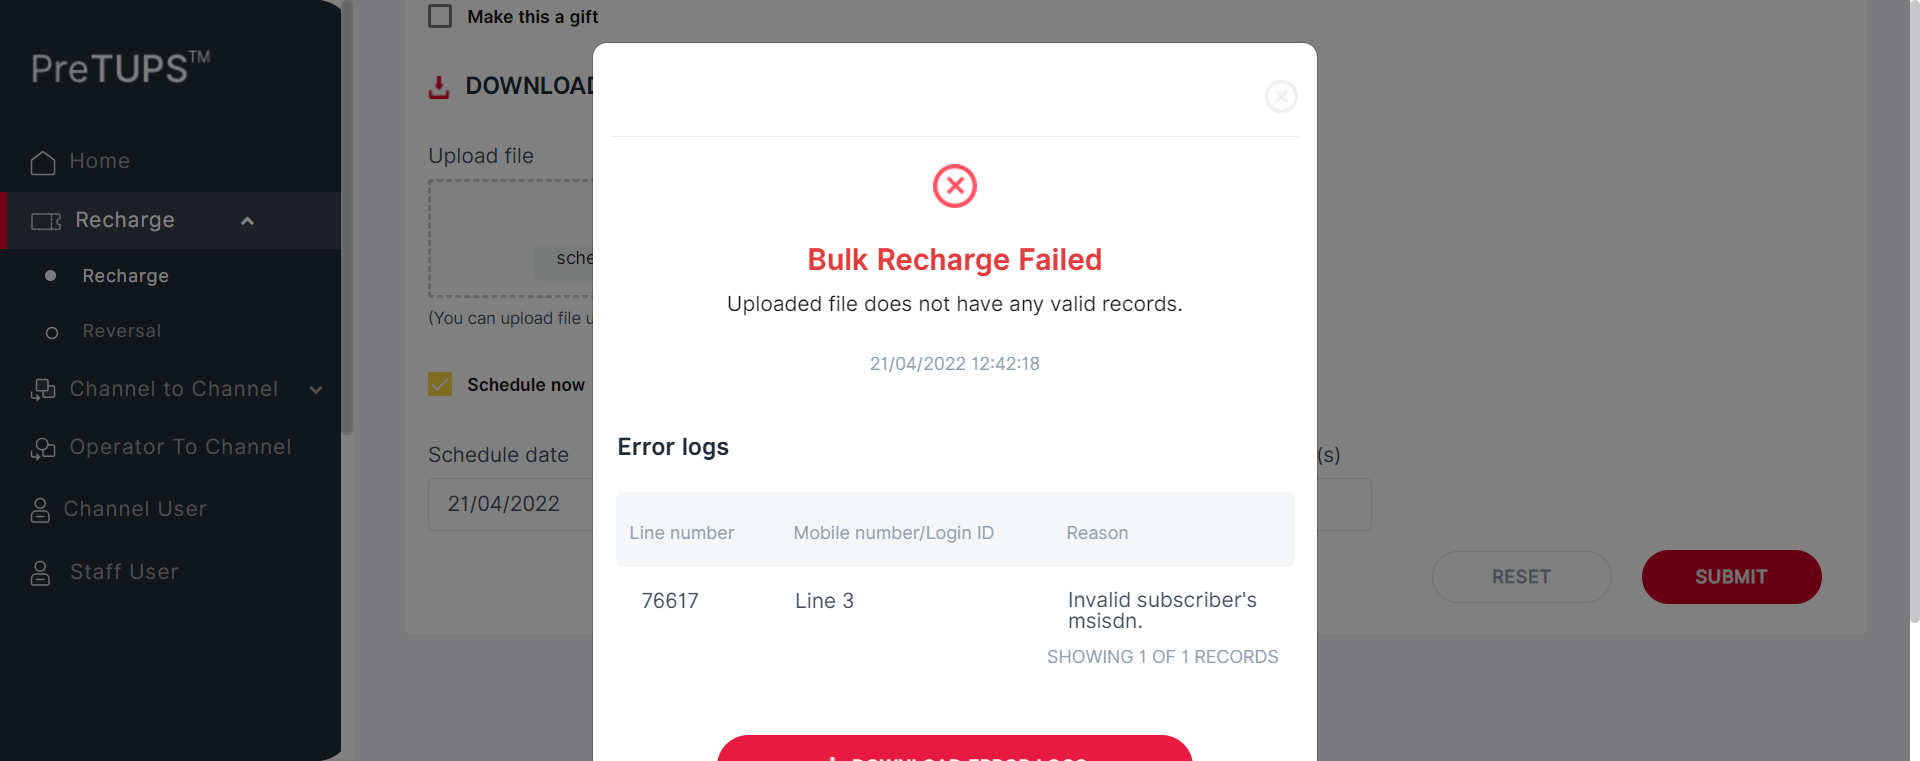 PreTUPS™
Home
Recharge
Recharge
Reversal
Channel to Channel
Operator To Channel
Channel User
Staff User
Make this a gift
DOWNLOAD
Upload file
sche
(You can upload file u
Schedule now
Schedule date
(s)
21/04/2022
RESET
SUBMIT
Bulk Recharge Failed
Uploaded file does not have any valid records.
21/04/2022 12:42:18
Error logs
Line number Mobile number/Login ID Reason
76617 Line 3 Invalid subscriber's
msisdn.
SHOWING 1 OF 1 RECORDS
DOWNLOAD ERROR LOGS